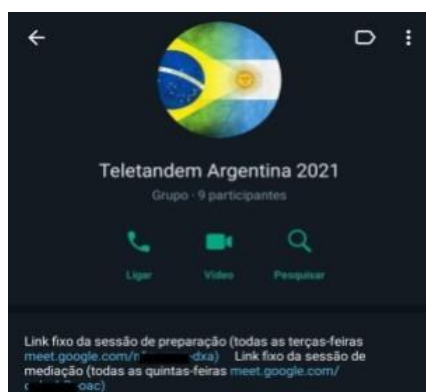 Teletandem Argentina 2021
Grupo · 9 participantes
Ligar Vídeo Pesquisar
Link fixo da sessão de preparação (todas as terças-feiras
meet.google.com/ -dxa) Link fixo da sessão de
mediação (todas as quintas-feiras meet.google.com/
-oac)